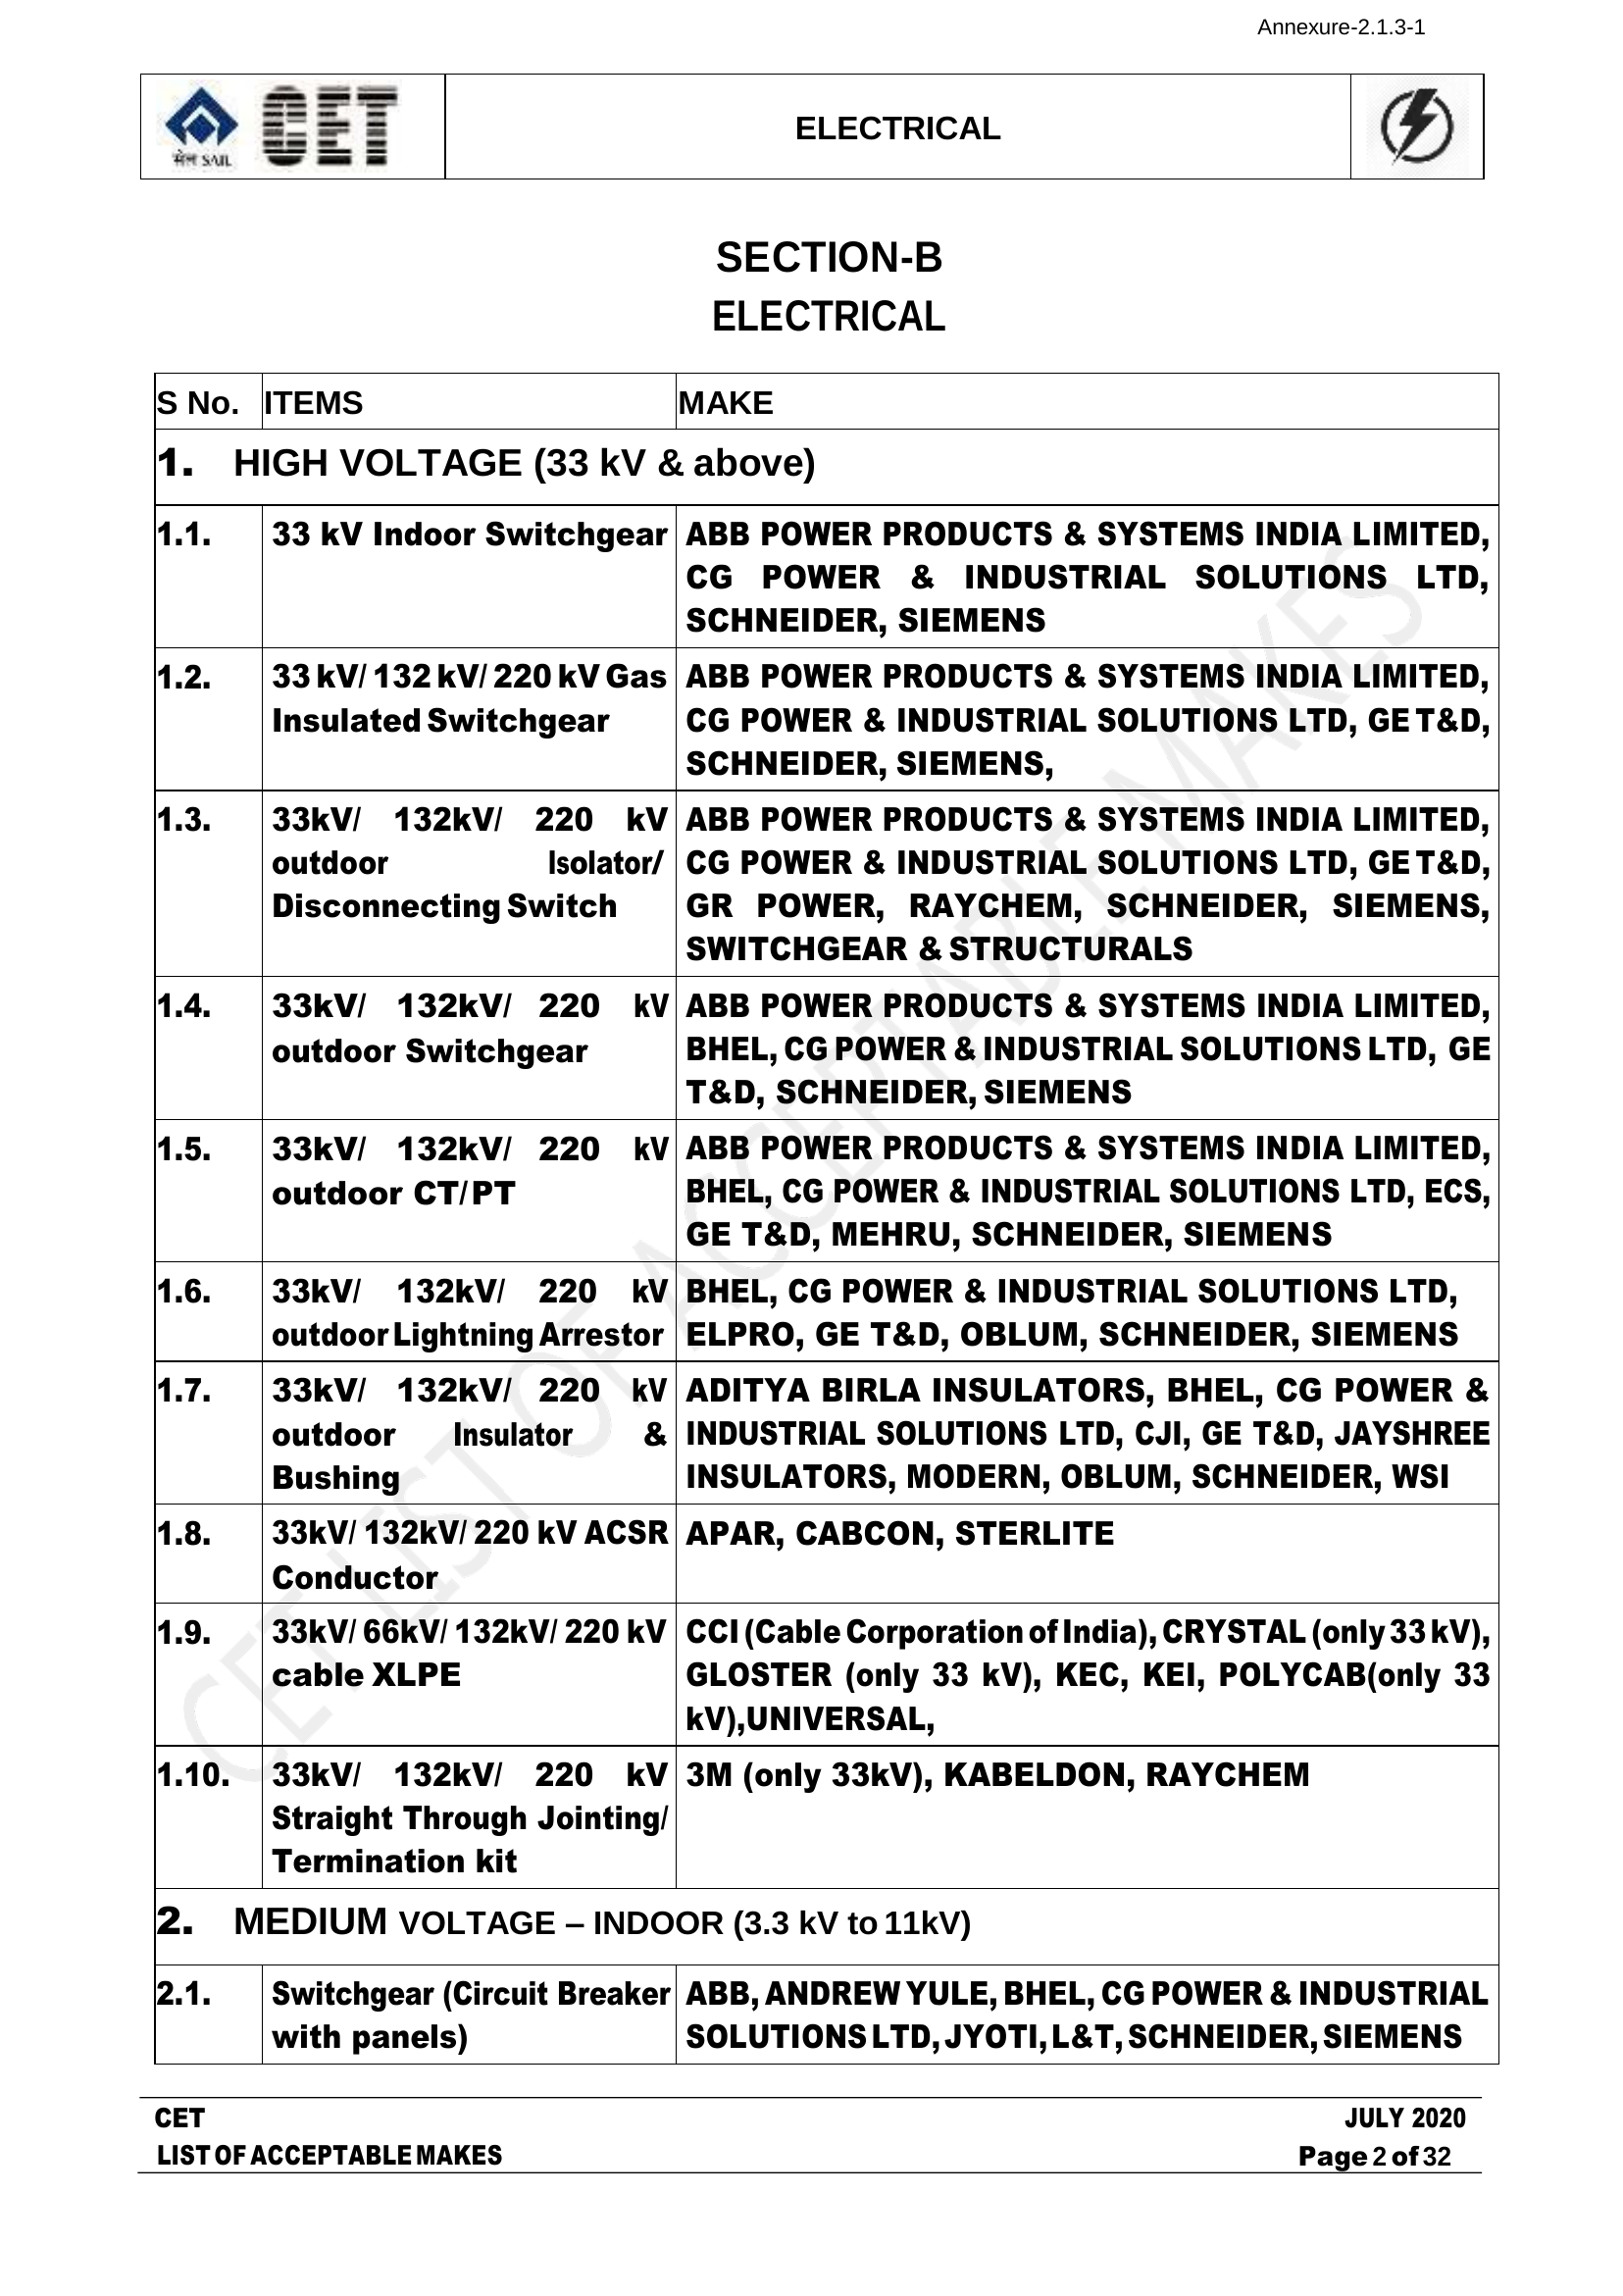 Annexure-2.1.3-1
सेल SAIL CET
ELECTRICAL
SECTION-B
ELECTRICAL
S No. ITEMS MAKE
1. HIGH VOLTAGE (33 kV & above)
1.1. 33 kV Indoor Switchgear ABB POWER PRODUCTS & SYSTEMS INDIA LIMITED,
CG POWER & INDUSTRIAL SOLUTIONS LTD,
SCHNEIDER, SIEMENS
1.2. 33 kV/ 132 kV/ 220 kV Gas ABB POWER PRODUCTS & SYSTEMS INDIA LIMITED,
Insulated Switchgear CG POWER & INDUSTRIAL SOLUTIONS LTD, GE T&D,
SCHNEIDER, SIEMENS,
1.3. 33kV/ 132kV/ 220 kV ABB POWER PRODUCTS & SYSTEMS INDIA LIMITED,
outdoor Isolator/ CG POWER & INDUSTRIAL SOLUTIONS LTD, GE T&D,
Disconnecting Switch GR POWER, RAYCHEM, SCHNEIDER, SIEMENS,
SWITCHGEAR & STRUCTURALS
1.4. 33kV/ 132kV/ 220 kV ABB POWER PRODUCTS & SYSTEMS INDIA LIMITED,
outdoor Switchgear BHEL, CG POWER & INDUSTRIAL SOLUTIONS LTD, GE
T&D, SCHNEIDER, SIEMENS
1.5. 33kV/ 132kV/ 220 kV ABB POWER PRODUCTS & SYSTEMS INDIA LIMITED,
outdoor CT/PT BHEL, CG POWER & INDUSTRIAL SOLUTIONS LTD, ECS,
GE T&D, MEHRU, SCHNEIDER, SIEMENS
1.6. 33kV/ 132kV/ 220 kV BHEL, CG POWER & INDUSTRIAL SOLUTIONS LTD,
outdoor Lightning Arrestor ELPRO, GE T&D, OBLUM, SCHNEIDER, SIEMENS
1.7. 33kV/ 132kV/ 220 kV ADITYA BIRLA INSULATORS, BHEL, CG POWER &
outdoor Insulator & INDUSTRIAL SOLUTIONS LTD, CJI, GE T&D, JAYSHREE
Bushing INSULATORS, MODERN, OBLUM, SCHNEIDER, WSI
1.8. 33kV/ 132kV/ 220 kV ACSR APAR, CABCON, STERLITE
Conductor
1.9. 33kV/ 66kV/ 132kV/ 220 kV CCI (Cable Corporation of India), CRYSTAL (only 33 kV),
cable XLPE GLOSTER (only 33 kV), KEC, KEI, POLYCAB(only 33
kV),UNIVERSAL,
1.10. 33kV/ 132kV/ 220 kV 3M (only 33kV), KABELDON, RAYCHEM
Straight Through Jointing/
Termination kit
2. MEDIUM VOLTAGE – INDOOR (3.3 kV to 11kV)
2.1. Switchgear (Circuit Breaker ABB, ANDREW YULE, BHEL, CG POWER & INDUSTRIAL
with panels) SOLUTIONS LTD, JYOTI, L&T, SCHNEIDER, SIEMENS
CET LIST OF ACCEPTABLE MAKES
CET JULY 2020
LIST OF ACCEPTABLE MAKES Page 2 of 32